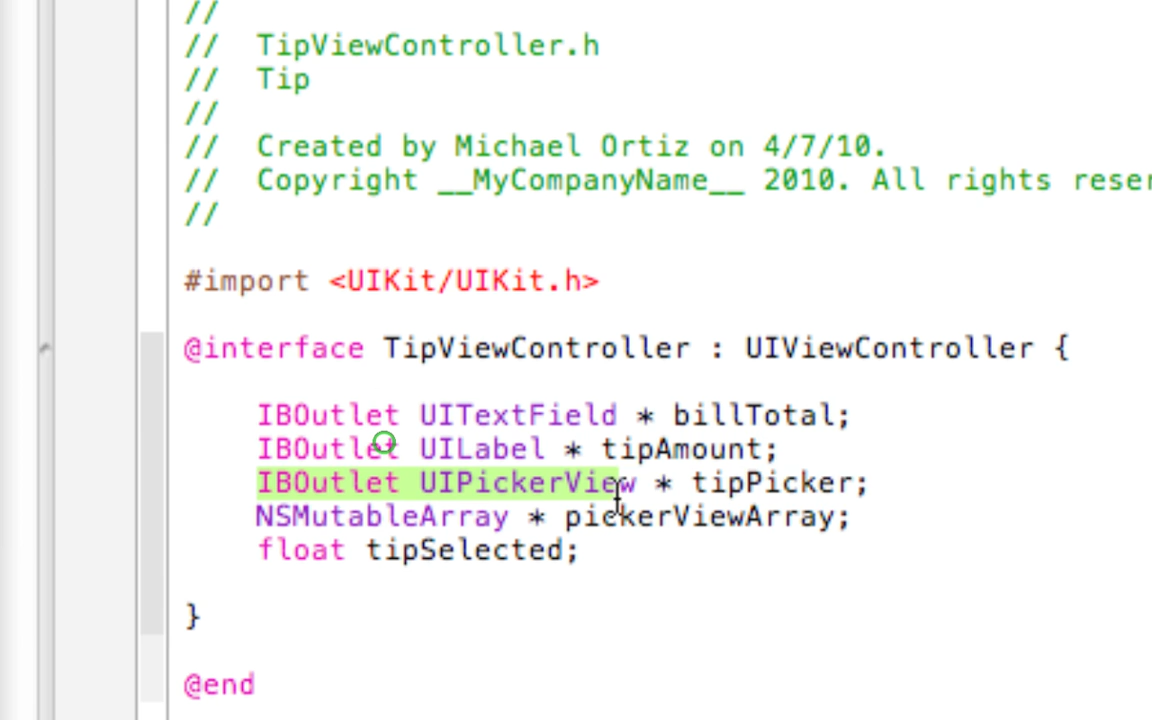 //
//  TipViewController.h
//  Tip
//
//  Created by Michael Ortiz on 4/7/10.
//  Copyright __MyCompanyName__ 2010. All rights
//
#import <UIKit/UIKit.h>
@interface TipViewController : UIViewController {
IBOutlet UITextField * billTotal;
IBOutlet UILabel * tipAmount;
IBOutlet UIPickerView * tipPicker;
NSMutableArray * pickerViewArray;
float tipSelected;
}
@end